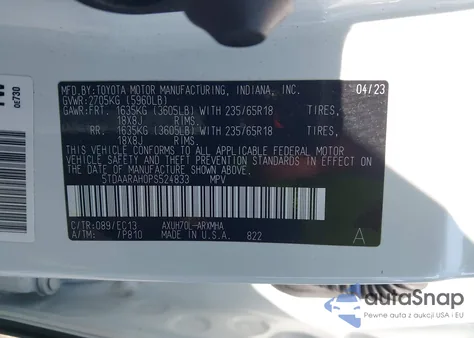 MFD.BY:TOYOTA MOTOR MANUFACTURING, INDIANA, INC.
GVWR:2705KG (5960LB) 04/23
GAWR:FRT. 1635KG (3605LB) WITH 235/65R18 TIRES,
18X8J RIMS.
RR. 1635KG (3605LB) WITH 235/65R18 TIRES,
18X8J RIMS.
THIS VEHICLE CONFORMS TO ALL APPLICABLE FEDERAL MOTOR
VEHICLE SAFETY, BUMPER, AND THEFT PREVENTION STANDARDS IN
EFFECT ON THE DATE OF MANUFACTURE SHOWN ABOVE.
5TDAARAH0PS524833 MPV
C/TR:089/EC13 AXUH70L-ARXMHA
A/TM: /P810 MADE IN U.S.A. 822
A
autoSnap
Pewne auta z USA i Kanady